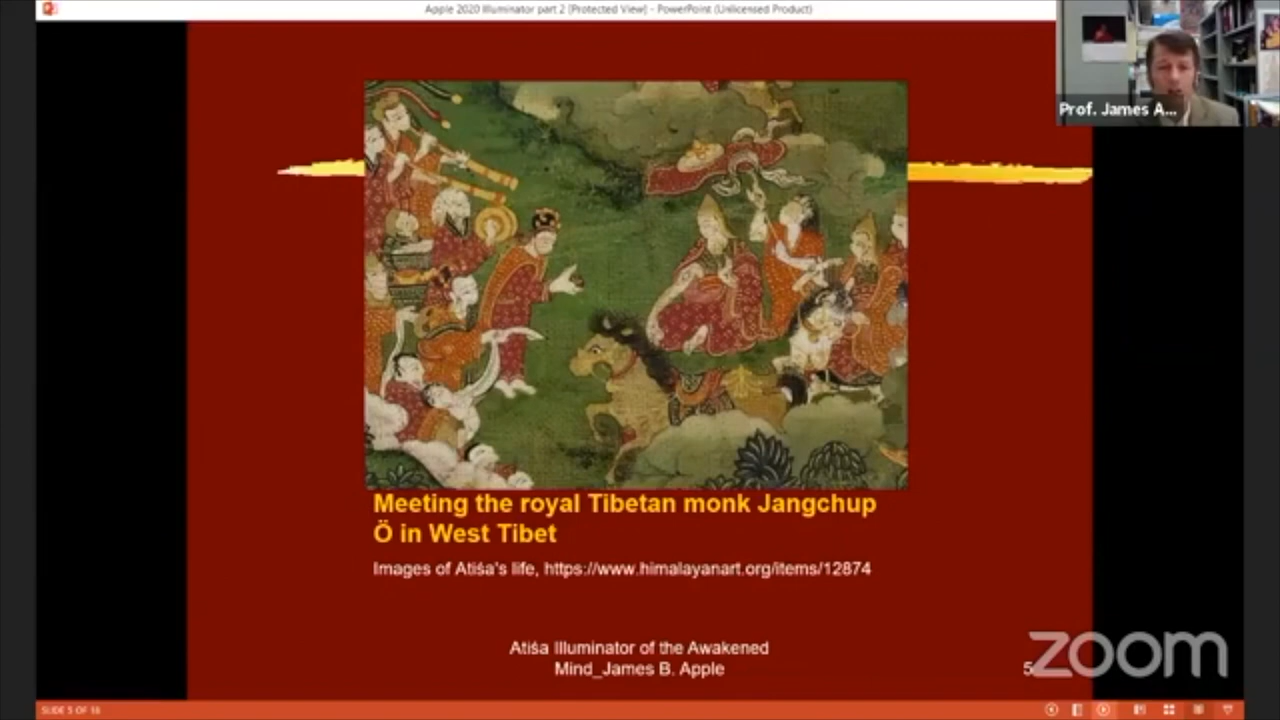 Apple 2020 Illuminator part 2 [Protected View] - PowerPoint (Unlicensed Product)
Prof. James A...
Meeting the royal Tibetan monk Jangchup
Ö in West Tibet
Images of Atiśa's life, https://www.himalayanart.org/items/12874
Atiśa Illuminator of the Awakened
Mind_James B. Apple
5
zoom
SLIDE 5 OF 18